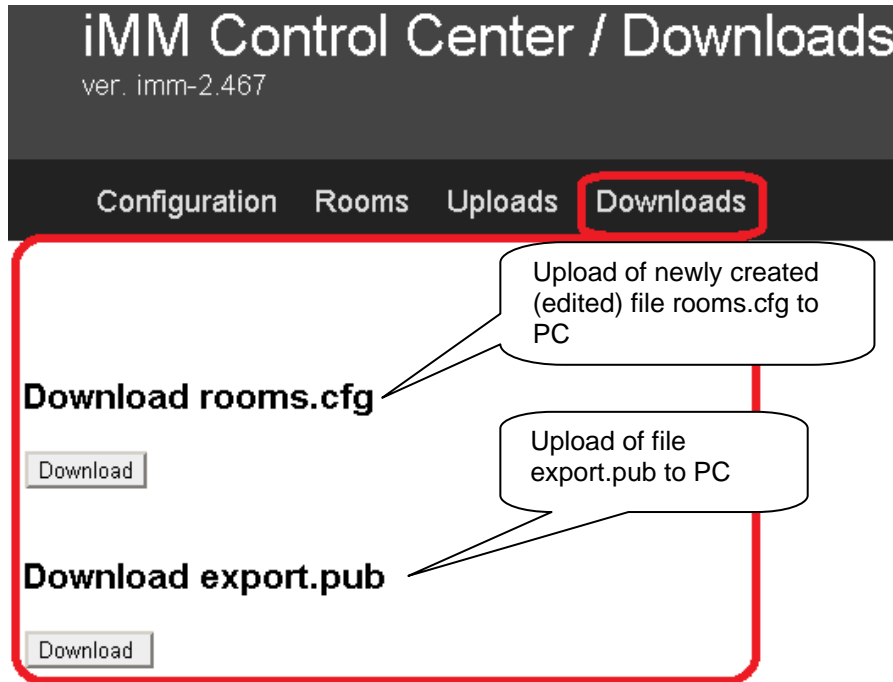 iMM Control Center / Downloads
ver. imm-2.467
Configuration Rooms Uploads Downloads
Upload of newly created
(edited) file rooms.cfg to
PC
Download rooms.cfg
Download
Upload of file
export.pub to PC
Download export.pub
Download